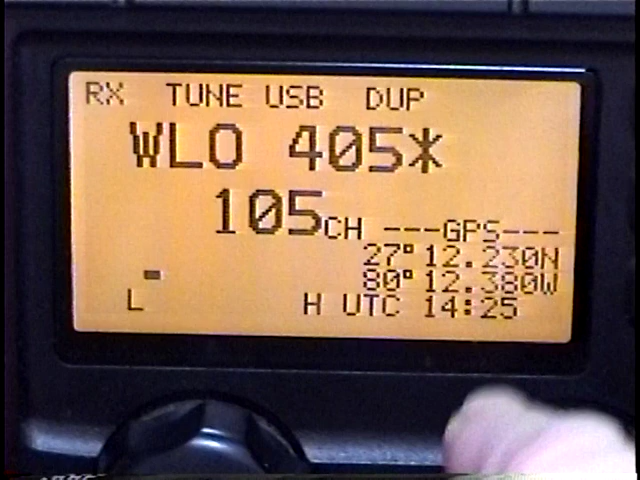 RX TUNE USB DUP
WLO 405*
105CH ---GPS---
27° 12.230N
80° 12.380W
L H UTC 14:25